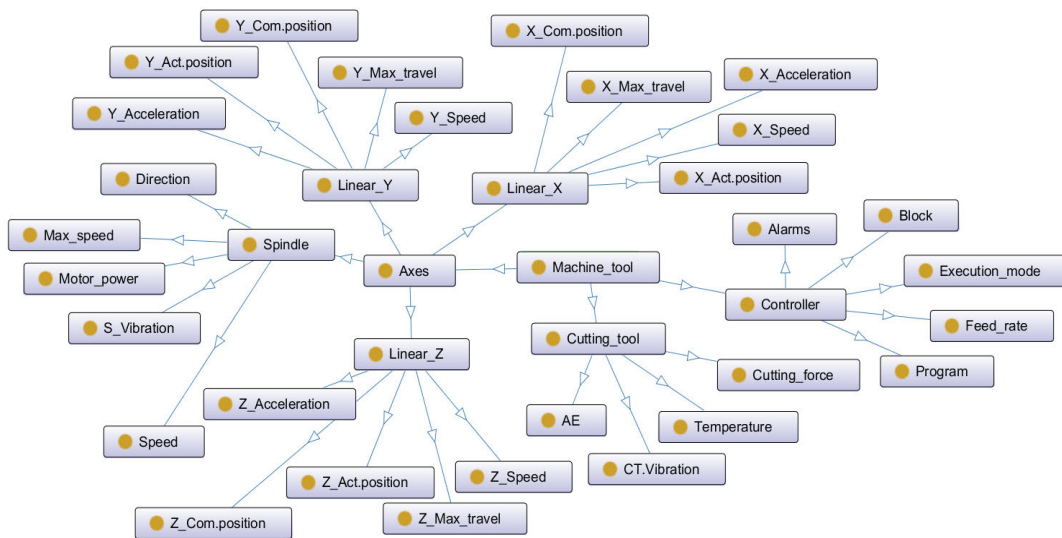 Y_Com.position
X_Com.position
Y_Act.position
Y_Max_travel
X_Max_travel
X_Acceleration
Y_Acceleration
Y_Speed
X_Speed
Direction
Linear_Y
Linear_X
X_Act.position
Max_speed
Spindle
Alarms
Block
Motor_power
Axes
Machine_tool
Execution_mode
Controller
S_Vibration
Feed_rate
Linear_Z
Cutting_tool
Program
Z_Acceleration
Cutting_force
Speed
AE
Temperature
Z_Act.position
Z_Speed
CT.Vibration
Z_Com.position
Z_Max_travel